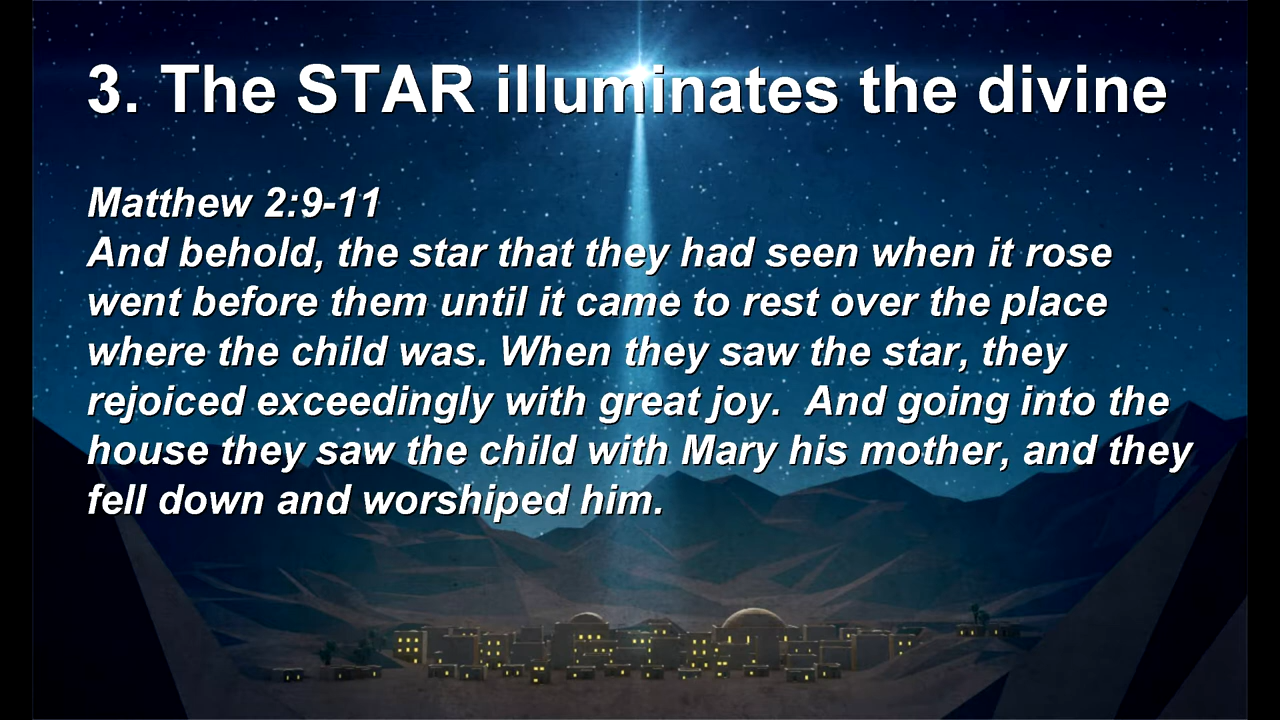 3. The STAR illuminates the divine
Matthew 2:9-11
And behold, the star that they had seen when it rose
went before them until it came to rest over the place
where the child was. When they saw the star, they
rejoiced exceedingly with great joy.  And going into the
house they saw the child with Mary his mother, and they
fell down and worshiped him.